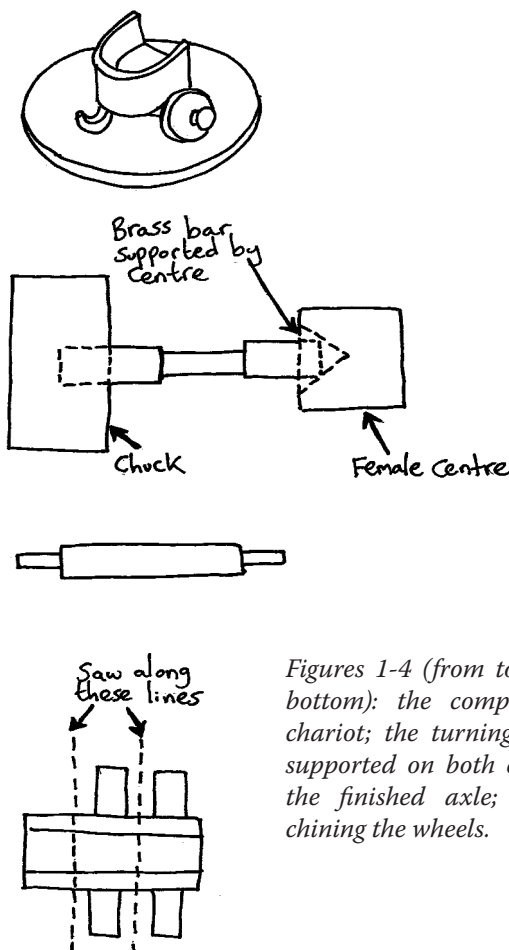 Brass bar
supported by
centre
Chuck
Female centre
Saw along
these lines
Figures 1-4 (from to
bottom): the comp
chariot; the turning
supported on both
the finished axle;
chining the wheels.